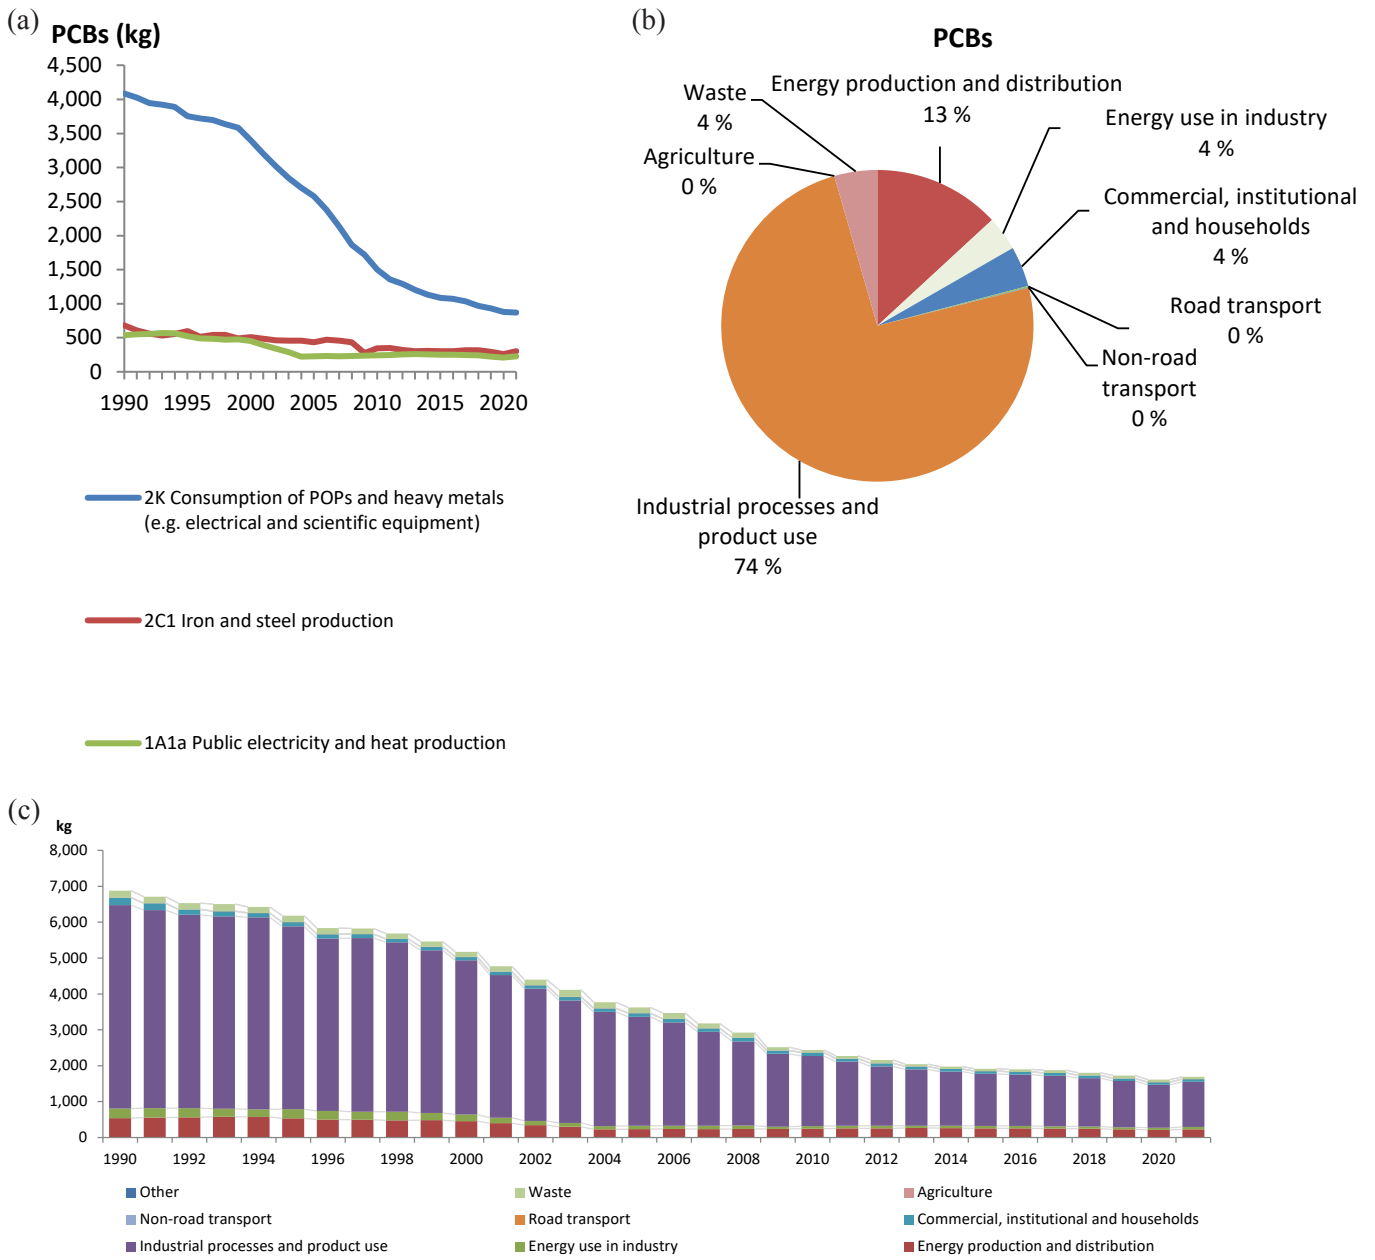 (a)
PCBs (kg)
4,500
4,000
3,500
3,000
2,500
2,000
1,500
1,000
500
0
1990 1995 2000 2005 2010 2015 2020
2K Consumption of POPs and heavy metals
(e.g. electrical and scientific equipment)
2C1 Iron and steel production
1A1a Public electricity and heat production
(b)
PCBs
Energy production and distribution
13 %
Waste
4 %
Energy use in industry
4 %
Agriculture
0 %
Commercial, institutional
and households
4 %
Road transport
0 %
Non-road
transport
0 %
Industrial processes and
product use
74 %
(c)
kg
8,000
7,000
6,000
5,000
4,000
3,000
2,000
1,000
0
1990 1992 1994 1996 1998 2000 2002 2004 2006 2008 2010 2012 2014 2016 2018 2020
Other Waste Agriculture
Non-road transport Road transport Commercial, institutional and households
Industrial processes and product use Energy use in industry Energy production and distribution